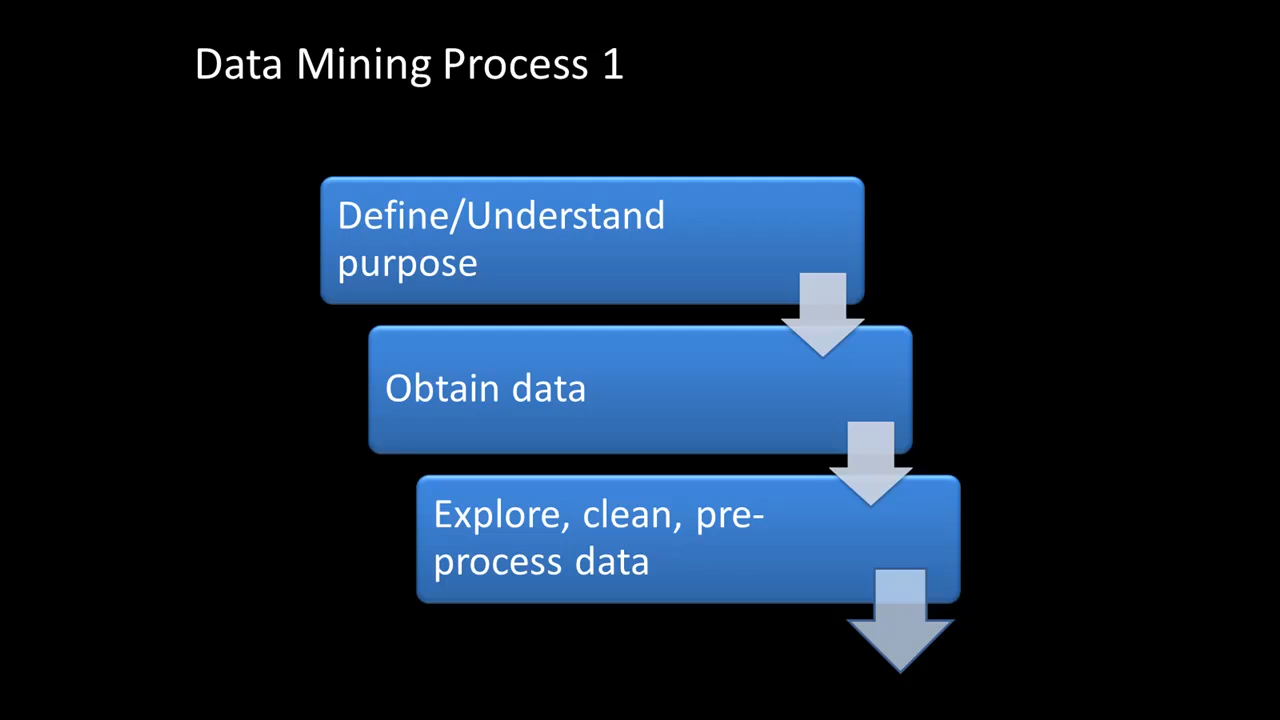 Data Mining Process 1
Define/Understand
purpose
Obtain data
Explore, clean, pre-
process data